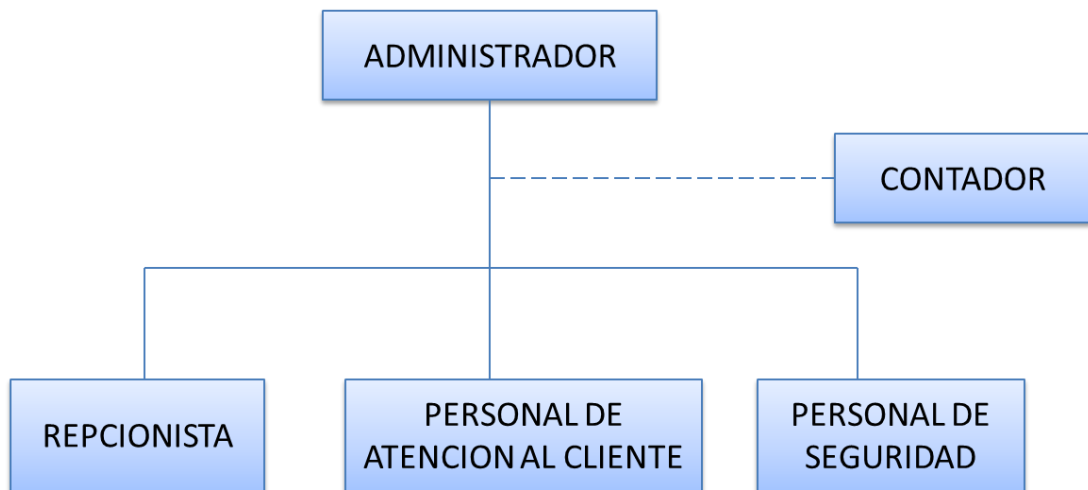 ADMINISTRADOR
CONTADOR
REPCIONISTA
PERSONAL DE
ATENCION AL CLIENTE
PERSONAL DE
SEGURIDAD